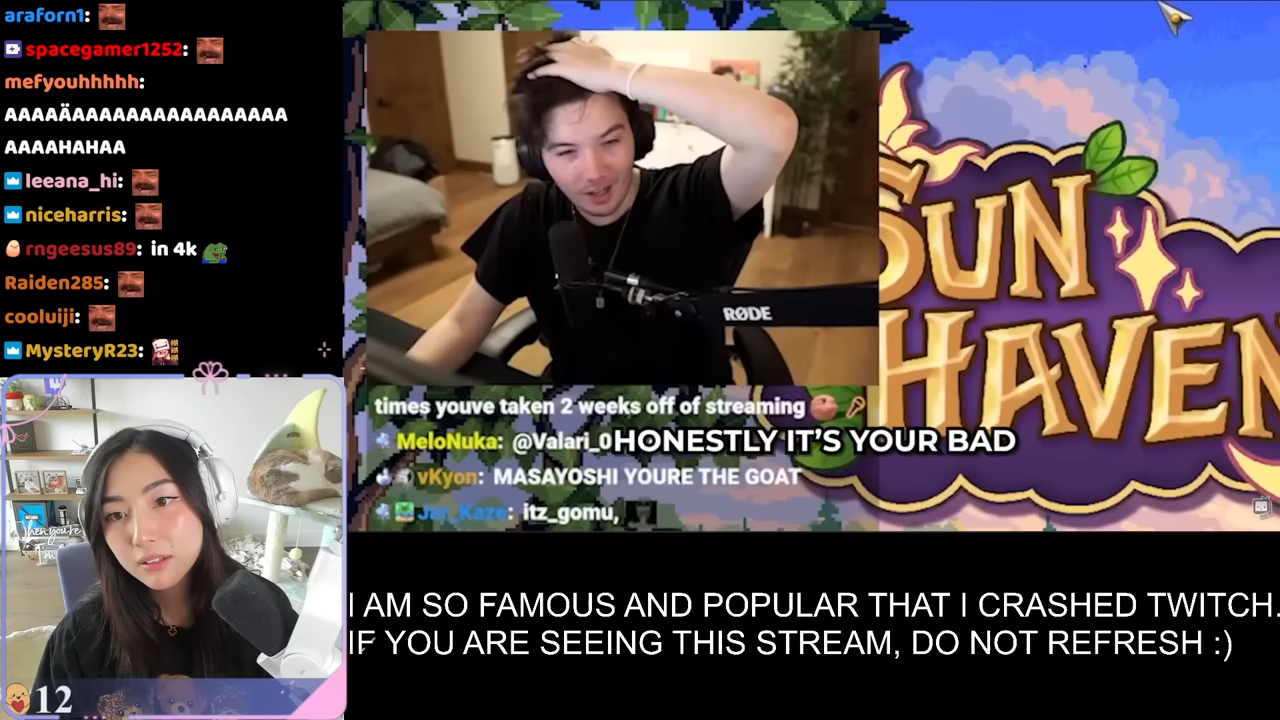 araforn1:
spacegamer1252:
mefyouhhhhh:
AAAAÄAAAAAAAAAAAAAAAA
AAAAHAHAA
leeana_hi:
niceharris:
rngeesus89: in 4k
Raiden285:
cooluiji:
MysteryR23:
12
RØDE
SUN
HAVEN
times youve taken 2 weeks off of streaming
MeloNuka: @Valari_0
HONESTLY IT'S YOUR BAD
vKyon: MASAYOSHI YOURE THE GOAT
Jar_Kaze: itz_gomu,
I AM SO FAMOUS AND POPULAR THAT I CRASHED TWITCH.
IF YOU ARE SEEING THIS STREAM, DO NOT REFRESH :)